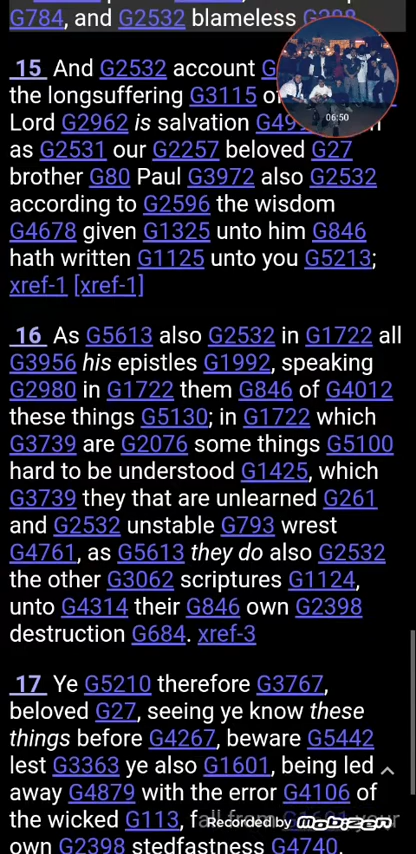 G784, and G2532 blameless G298
15 And G2532 account
the longsuffering G3115 of
Lord G2962 is salvation
as G2531 our G2257 beloved G27
brother G80 Paul G3972 also G2532
according to G2596 the wisdom
G4678 given G1325 unto him G846
hath written G1125 unto you G5213;
xref-1 [xref-1]
16 As G5613 also G2532 in G1722 all
G3956 his epistles G1992, speaking
G2980 in G1722 them G846 of G4012
these things G5130; in G1722 which
G3739 are G2076 some things G5100
hard to be understood G1425, which
G3739 they that are unlearned G261
and G2532 unstable G793 wrest
G4761, as G5613 they do also G2532
the other G3062 scriptures G1124,
unto G4314 their G846 own G2398
destruction G684. xref-3
17 Ye G5210 therefore G3767,
beloved G27, seeing ye know these
things before G4267, beware G5442
lest G3363 ye also G1601, being led
away G4879 with the error G4106 of
the wicked G113, fall from your
own G2398 stedfastness G4740.
06:50
Recorded by mobizen